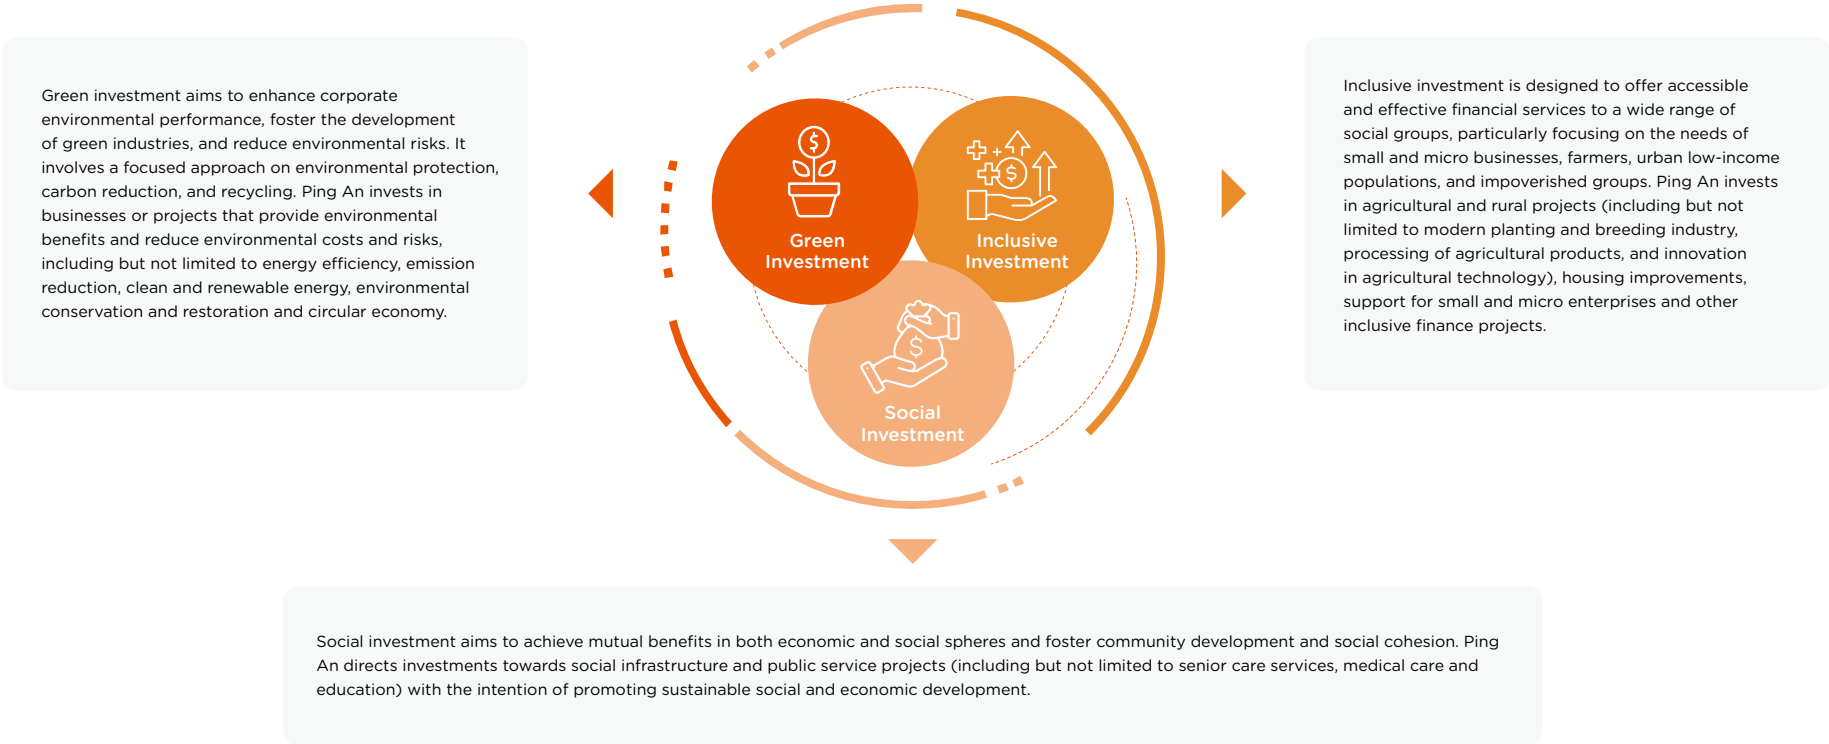 Green investment aims to enhance corporate
environmental performance, foster the development
of green industries, and reduce environmental risks. It
involves a focused approach on environmental protection,
carbon reduction, and recycling. Ping An invests in
businesses or projects that provide environmental
benefits and reduce environmental costs and risks,
including but not limited to energy efficiency, emission
reduction, clean and renewable energy, environmental
conservation and restoration and circular economy.
Green
Investment
Inclusive
Investment
Social
Investment
Inclusive investment is designed to offer accessible
and effective financial services to a wide range of
social groups, particularly focusing on the needs of
small and micro businesses, farmers, urban low-income
populations, and impoverished groups. Ping An invests
in agricultural and rural projects (including but not
limited to modern planting and breeding industry,
processing of agricultural products, and innovation
in agricultural technology), housing improvements,
support for small and micro enterprises and other
inclusive finance projects.
Social investment aims to achieve mutual benefits in both economic and social spheres and foster community development and social cohesion. Ping
An directs investments towards social infrastructure and public service projects (including but not limited to senior care services, medical care and
education) with the intention of promoting sustainable social and economic development.